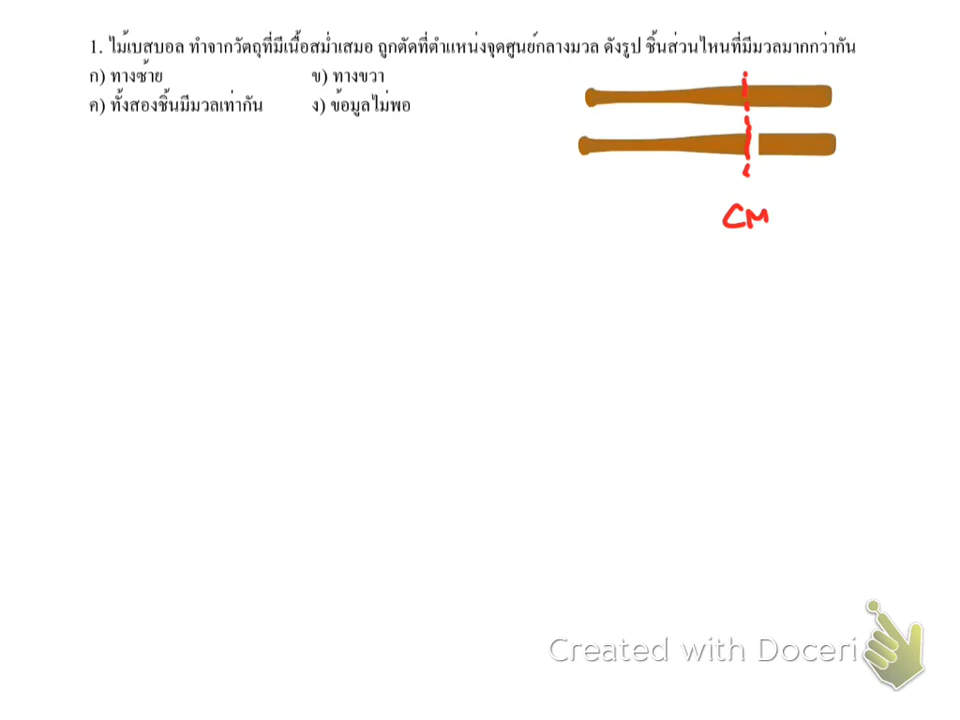 1. ไม้เบสบอล ทำจากวัตถุที่มีเนื้อสม่ำเสมอ ถูกตัดที่ตำแหน่งจุดศูนย์กลางมวล ดังรูป ชิ้นส่วนไหนที่มีมวลมากกว่ากัน
ก) ทางซ้าย ข) ทางขวา
ค) ทั้งสองชิ้นมีมวลเท่ากัน ง) ข้อมูลไม่พอ
CM
Created with Doceri